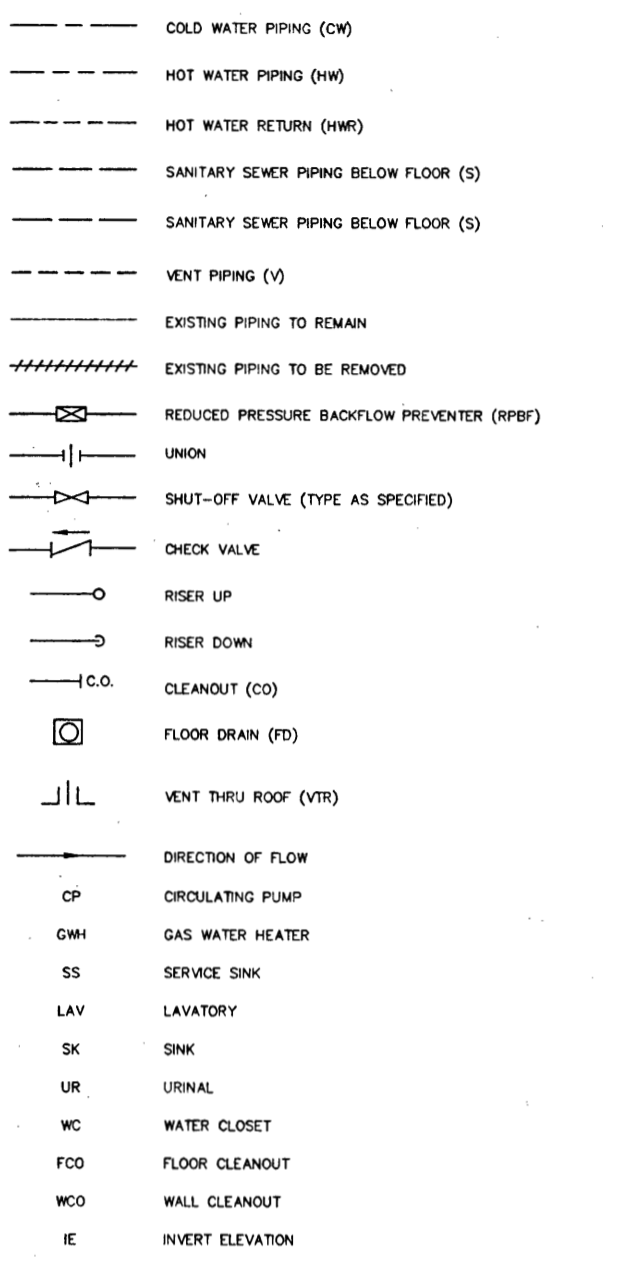 COLD WATER PIPING (CW)
HOT WATER PIPING (HW)
HOT WATER RETURN (HWR)
SANITARY SEWER PIPING BELOW FLOOR (S)
SANITARY SEWER PIPING BELOW FLOOR (S)
VENT PIPING (V)
EXISTING PIPING TO REMAIN
EXISTING PIPING TO BE REMOVED
REDUCED PRESSURE BACKFLOW PREVENTER (RPBF)
UNION
SHUT-OFF VALVE (TYPE AS SPECIFIED)
CHECK VALVE
RISER UP
RISER DOWN
C.O. CLEANOUT (CO)
FLOOR DRAIN (FD)
VENT THRU ROOF (VTR)
DIRECTION OF FLOW
CP CIRCULATING PUMP
GWH GAS WATER HEATER
SS SERVICE SINK
LAV LAVATORY
SK SINK
UR URINAL
WC WATER CLOSET
FCO FLOOR CLEANOUT
WCO WALL CLEANOUT
IE INVERT ELEVATION